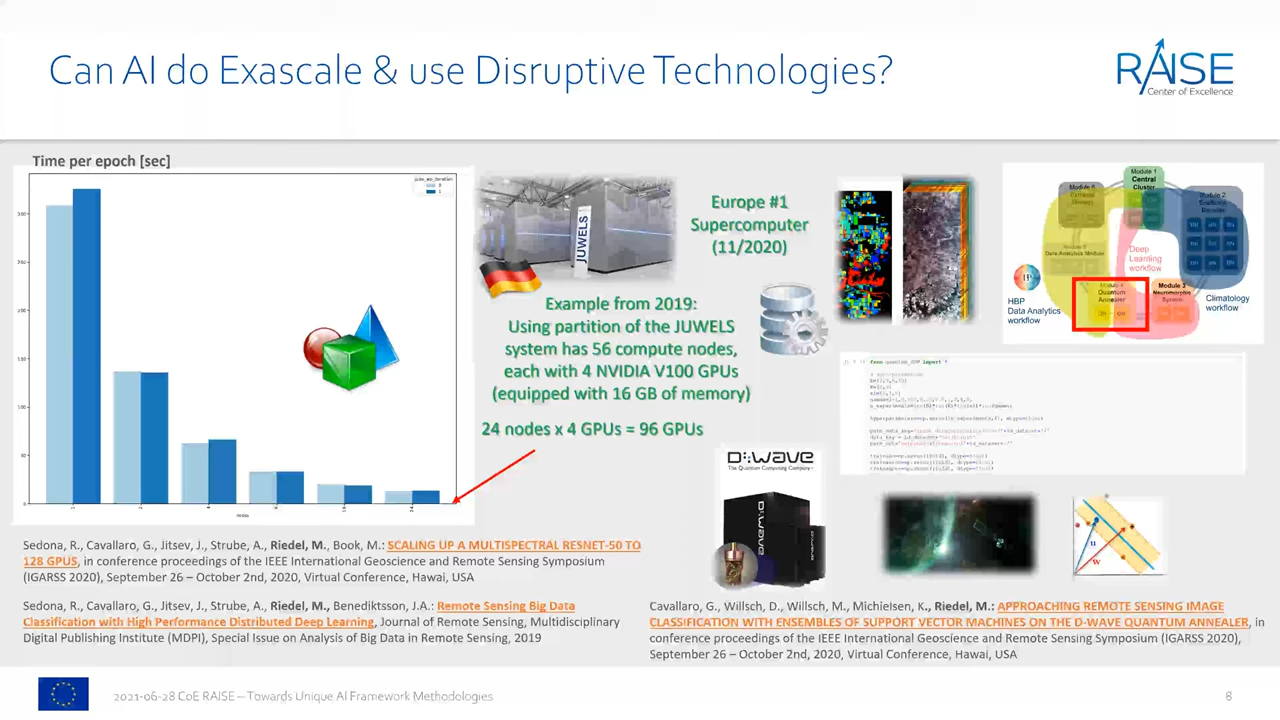 Can AI do Exascale & use Disruptive Technologies?
RAISE
Center of Excellence
Time per epoch [sec]
JUWELS
Europe #1
Supercomputer
(11/2020)
Example from 2019:
Using partition of the JUWELS
system has 56 compute nodes,
each with 4 NVIDIA V100 GPUs
(equipped with 16 GB of memory)
24 nodes x 4 GPUs = 96 GPUs
Module 1
Central
Cluster
Module 2
Deep
Learning
workflow
Data Analytics Module
Quantum
Annealer
Module 3
Neuromorphic
System
HBP
Data Analytics
workflow
Climatology
workflow
D:wave
The Quantum Computing Company
u
w
Sedona, R., Cavallaro, G., Jitsev, J., Strube, A., Riedel, M., Book, M.: SCALING UP A MULTISPECTRAL RESNET-50 TO
128 GPUS, in conference proceedings of the IEEE International Geoscience and Remote Sensing Symposium
(IGARSS 2020), September 26 – October 2nd, 2020, Virtual Conference, Hawai, USA
Sedona, R., Cavallaro, G., Jitsev, J., Strube, A., Riedel, M., Benediktsson, J.A.: Remote Sensing Big Data
Classification with High Performance Distributed Deep Learning, Journal of Remote Sensing, Multidisciplinary
Digital Publishing Institute (MDPI), Special Issue on Analysis of Big Data in Remote Sensing, 2019
Cavallaro, G., Willsch, D., Willsch, M., Michielsen, K., Riedel, M.: APPROACHING REMOTE SENSING IMAGE
CLASSIFICATION WITH ENSEMBLES OF SUPPORT VECTOR MACHINES ON THE D-WAVE QUANTUM ANNEALER, in
conference proceedings of the IEEE International Geoscience and Remote Sensing Symposium (IGARSS 2020),
September 26 – October 2nd, 2020, Virtual Conference, Hawai, USA
2021-06-28 CoE RAISE – Towards Unique AI Framework Methodologies
8